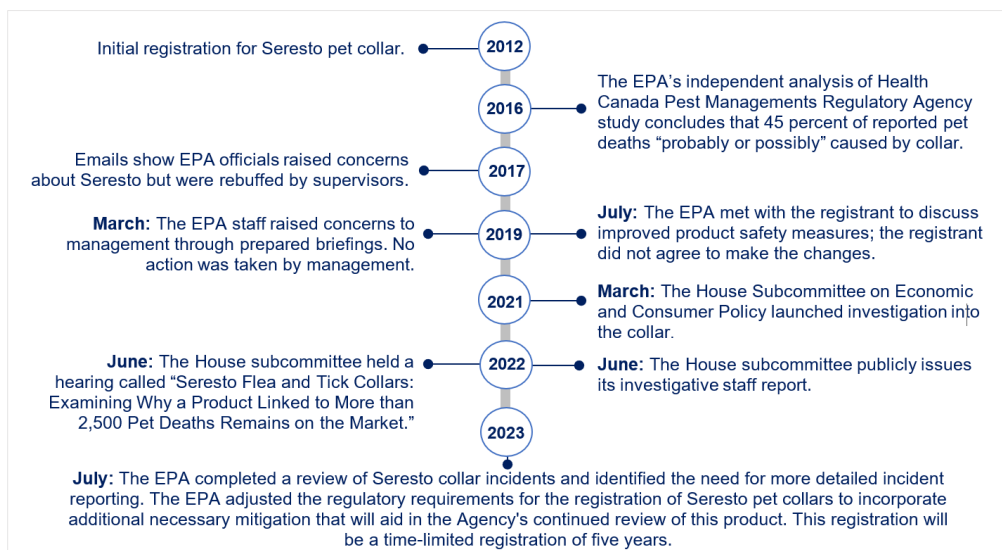 2012
Initial registration for Seresto pet collar.
2016
The EPA's independent analysis of Health
Canada Pest Managements Regulatory Agency
study concludes that 45 percent of reported pet
deaths “probably or possibly” caused by collar.
2017
Emails show EPA officials raised concerns
about Seresto but were rebuffed by supervisors.
2019
March: The EPA staff raised concerns to
management through prepared briefings. No
action was taken by management.
July: The EPA met with the registrant to discuss
improved product safety measures; the registrant
did not agree to make the changes.
2021
March: The House Subcommittee on Economic
and Consumer Policy launched investigation into
the collar.
2022
June: The House subcommittee held a
hearing called “Seresto Flea and Tick Collars:
Examining Why a Product Linked to More than
2,500 Pet Deaths Remains on the Market.”
June: The House subcommittee publicly issues
its investigative staff report.
2023
July: The EPA completed a review of Seresto collar incidents and identified the need for more detailed incident
reporting. The EPA adjusted the regulatory requirements for the registration of Seresto pet collars to incorporate
additional necessary mitigation that will aid in the Agency's continued review of this product. This registration will
be a time-limited registration of five years.